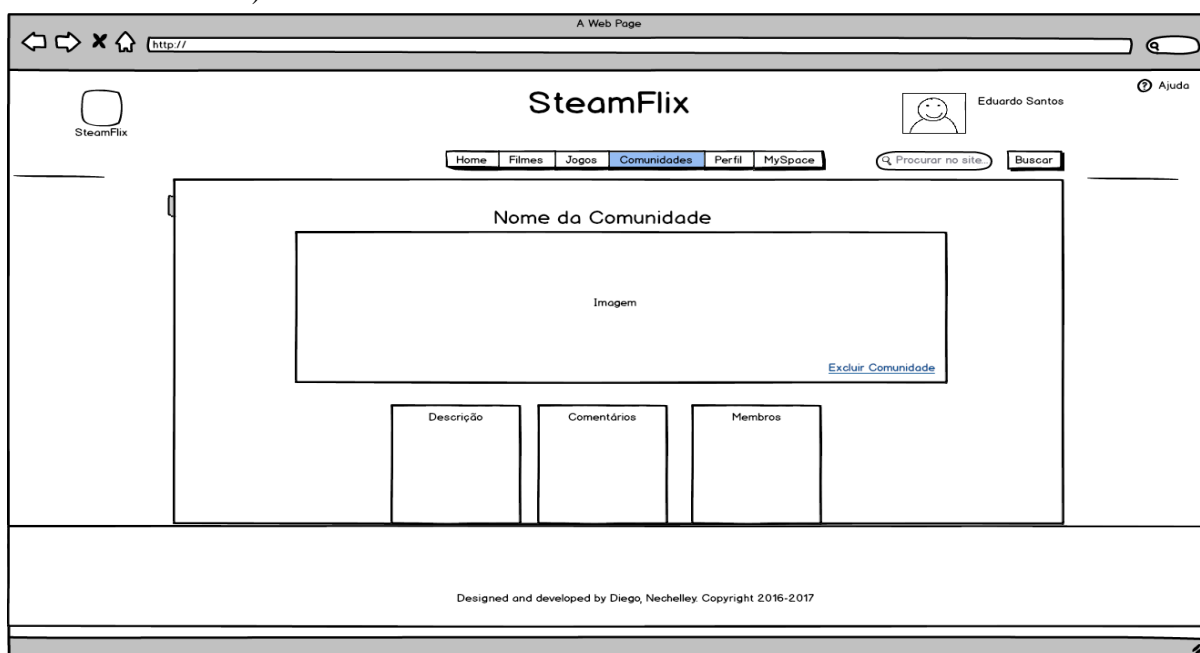 A Web Page
http://
Ajuda
SteamFlix
Eduardo Santos
SteamFlix
Home Filmes Jogos Comunidades Perfil MySpace
Procurar no site..
Buscar
Nome da Comunidade
Imagem
Excluir Comunidade
Descrição Comentários Membros
Designed and developed by Diego, Nechelley. Copyright 2016-2017